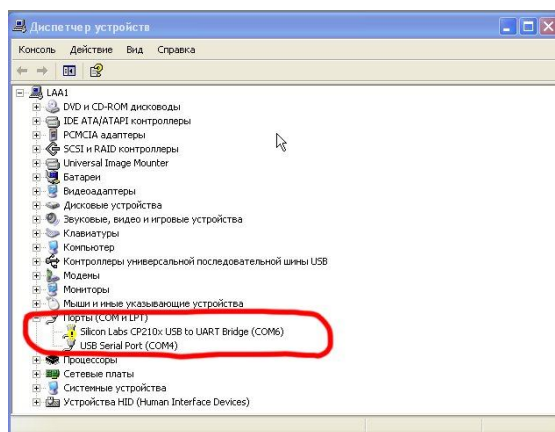 Диспетчер устройств
Консоль Действие Вид Справка
LAA1
DVD и CD-ROM дисководы
IDE ATA/ATAPI контроллеры
PCMCIA адаптеры
SCSI и RAID контроллеры
Universal Image Mounter
Батареи
Видеоадаптеры
Дисковые устройства
Звуковые, видео и игровые устройства
Клавиатуры
Компьютер
Контроллеры универсальной последовательной шины USB
Модемы
Мониторы
Мыши и иные указывающие устройства
Порты (COM и LPT)
Silicon Labs CP210x USB to UART Bridge (COM6)
USB Serial Port (COM4)
Процессоры
Сетевые платы
Системные устройства
Устройства HID (Human Interface Devices)